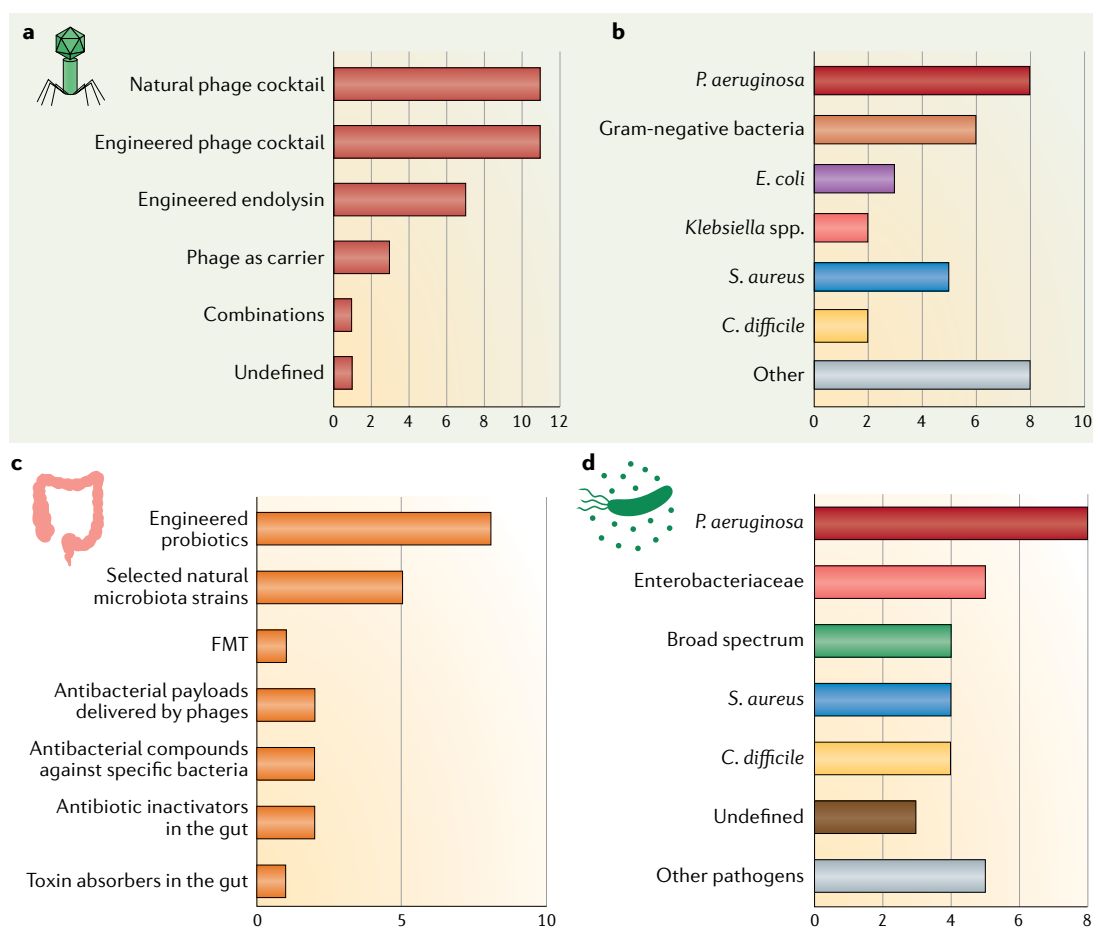 a
Natural phage cocktail
Engineered phage cocktail
Engineered endolysin
Phage as carrier
Combinations
Undefined
0 2 4 6 8 10 12
b
P. aeruginosa
Gram-negative bacteria
E. coli
Klebsiella spp.
S. aureus
C. difficile
Other
0 2 4 6 8 10
c
Engineered
probiotics
Selected natural
microbiota strains
FMT
Antibacterial payloads
delivered by phages
Antibacterial compounds
against specific bacteria
Antibiotic inactivators
in the gut
Toxin absorbers in the gut
0 5 10
d
P. aeruginosa
Enterobacteriaceae
Broad spectrum
S. aureus
C. difficile
Undefined
Other pathogens
0 2 4 6 8